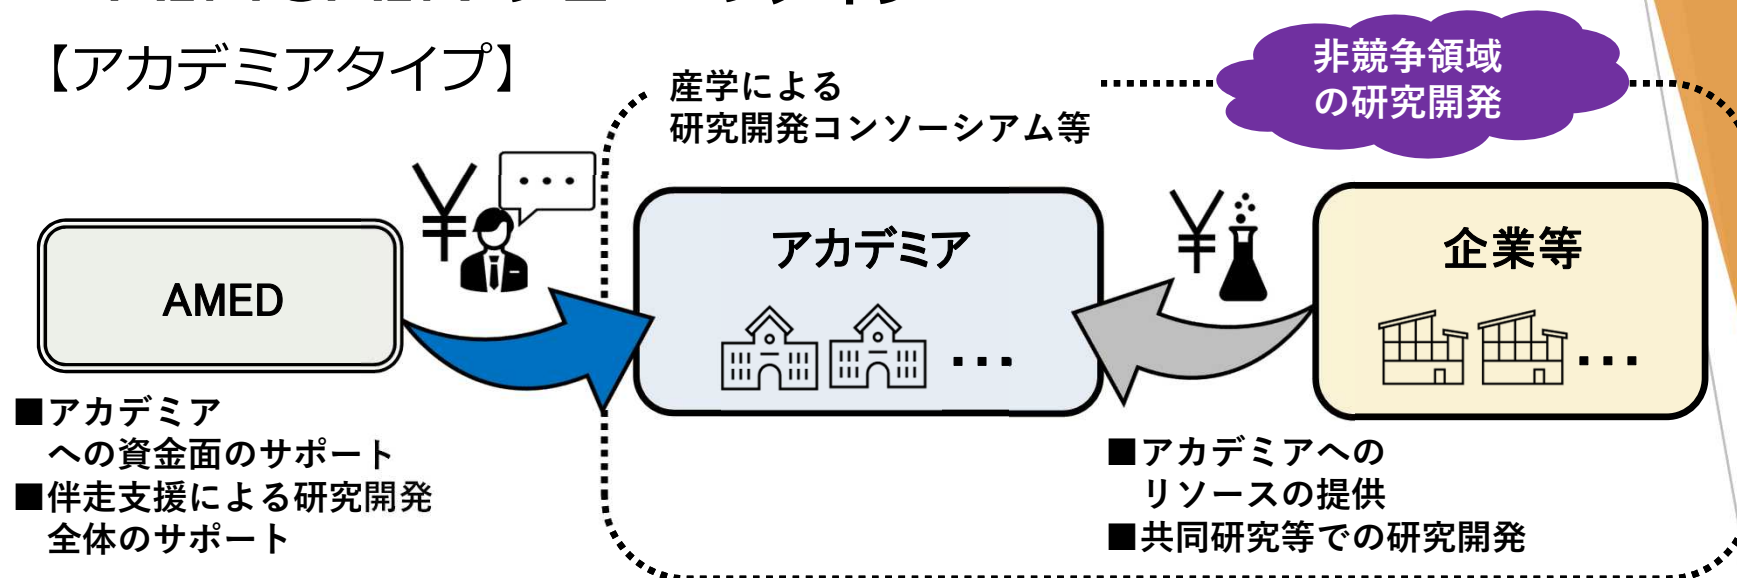 【アカデミアタイプ】
産学による
研究開発コンソーシアム等
非競争領域
の研究開発
AMED
アカデミア
企業等
■アカデミア
への資金面のサポート
■伴走支援による研究開発
全体のサポート
■アカデミアへの
リソースの提供
■共同研究等での研究開発